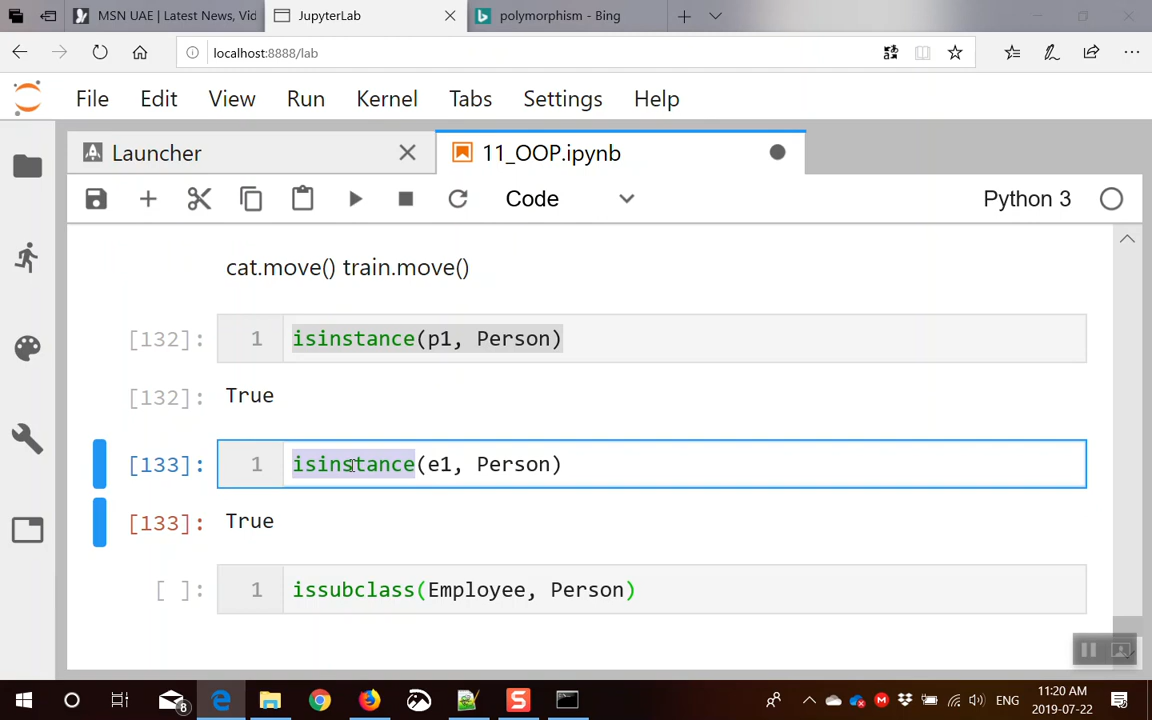 MSN UAE | Latest News, Vid
JupyterLab
polymorphism - Bing
localhost:8888/lab
File Edit View Run Kernel Tabs Settings Help
Launcher
11_OOP.ipynb
Code
Python 3
cat.move() train.move()
[132]: 1 isinstance(p1, Person)
[132]: True
[133]: 1 isinstance(e1, Person)
[133]: True
[ ]: 1 issubclass(Employee, Person)
8
ENG
11:20 AM
2019-07-22